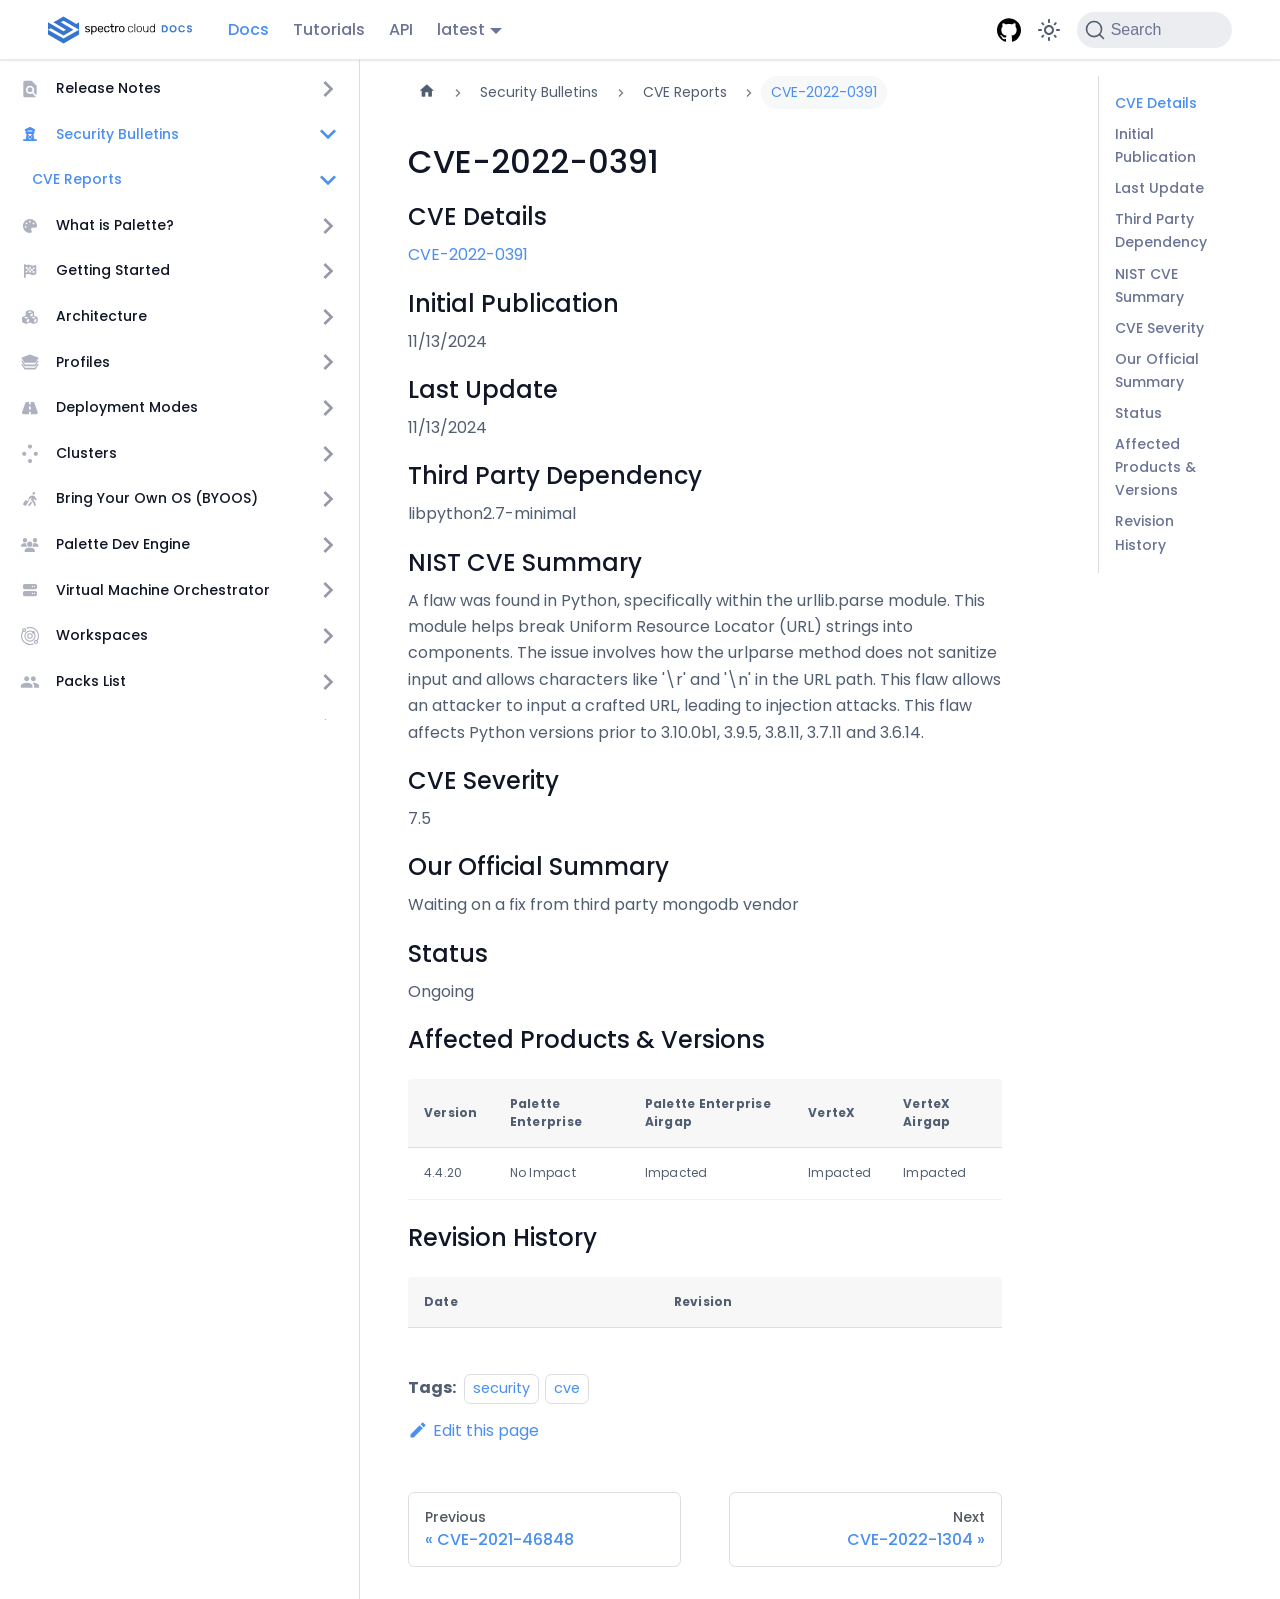 spectro cloud DOCS
Docs
Tutorials
API
latest
Search
Release Notes
Security Bulletins
CVE Reports
What is Palette?
Getting Started
Architecture
Profiles
Deployment Modes
Clusters
Bring Your Own OS (BYOOS)
Palette Dev Engine
Virtual Machine Orchestrator
Workspaces
Packs List
Security Bulletins
CVE Reports
CVE-2022-0391
CVE-2022-0391
CVE Details
CVE-2022-0391
Initial Publication
11/13/2024
Last Update
11/13/2024
Third Party Dependency
libpython2.7-minimal
NIST CVE Summary
A flaw was found in Python, specifically within the urllib.parse module. This
module helps break Uniform Resource Locator (URL) strings into
components. The issue involves how the urlparse method does not sanitize
input and allows characters like '\r' and '\n' in the URL path. This flaw allows
an attacker to input a crafted URL, leading to injection attacks. This flaw
affects Python versions prior to 3.10.0b1, 3.9.5, 3.8.11, 3.7.11 and 3.6.14.
CVE Severity
7.5
Our Official Summary
Waiting on a fix from third party mongodb vendor
Status
Ongoing
Affected Products & Versions
Version
Palette
Enterprise
Palette Enterprise
Airgap
VerteX
VerteX
Airgap
4.4.20
No Impact
Impacted
Impacted
Impacted
Revision History
Date
Revision
Tags:
security
cve
Edit this page
Previous
« CVE-2021-46848
Next
CVE-2022-1304 »
CVE Details
Initial
Publication
Last Update
Third Party
Dependency
NIST CVE
Summary
CVE Severity
Our Official
Summary
Status
Affected
Products &
Versions
Revision
History